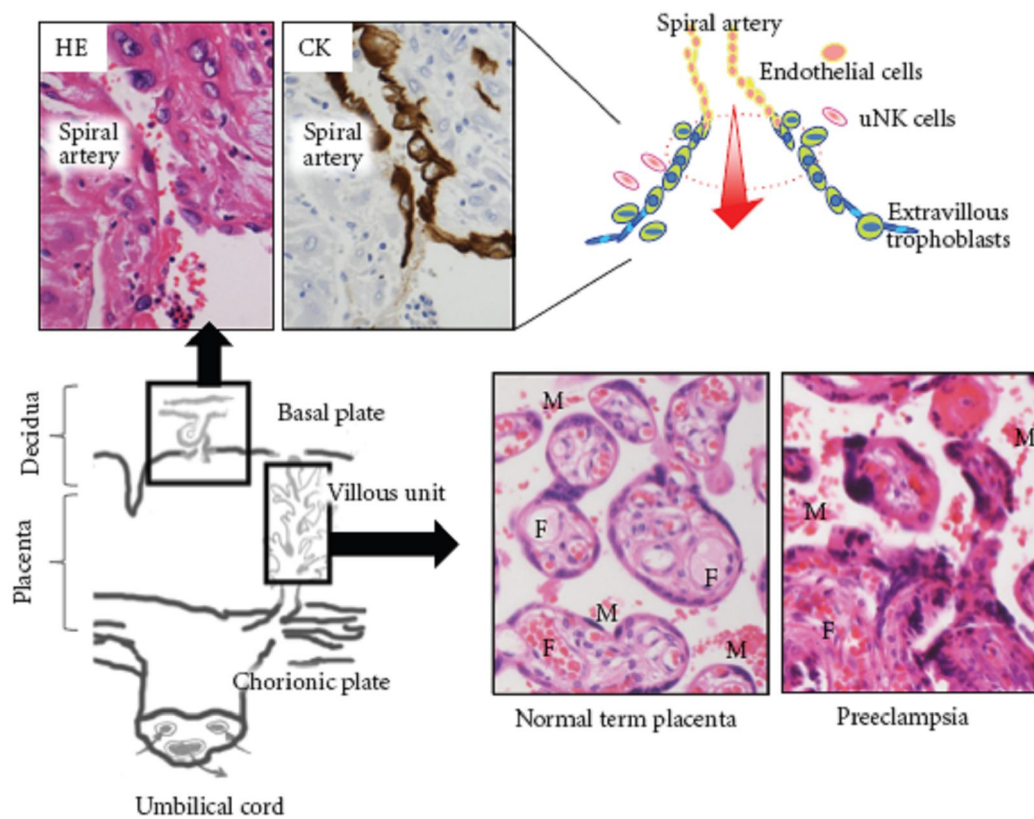 HE
CK
Spiral
artery
Spiral
artery
Spiral artery
Endothelial cells
uNK cells
Extravillous
trophoblasts
Decidua
Placenta
Basal plate
Villous unit
Chorionic plate
Umbilical cord
M
F
F
M
F
M
Normal term placenta
M
M
F
Preeclampsia